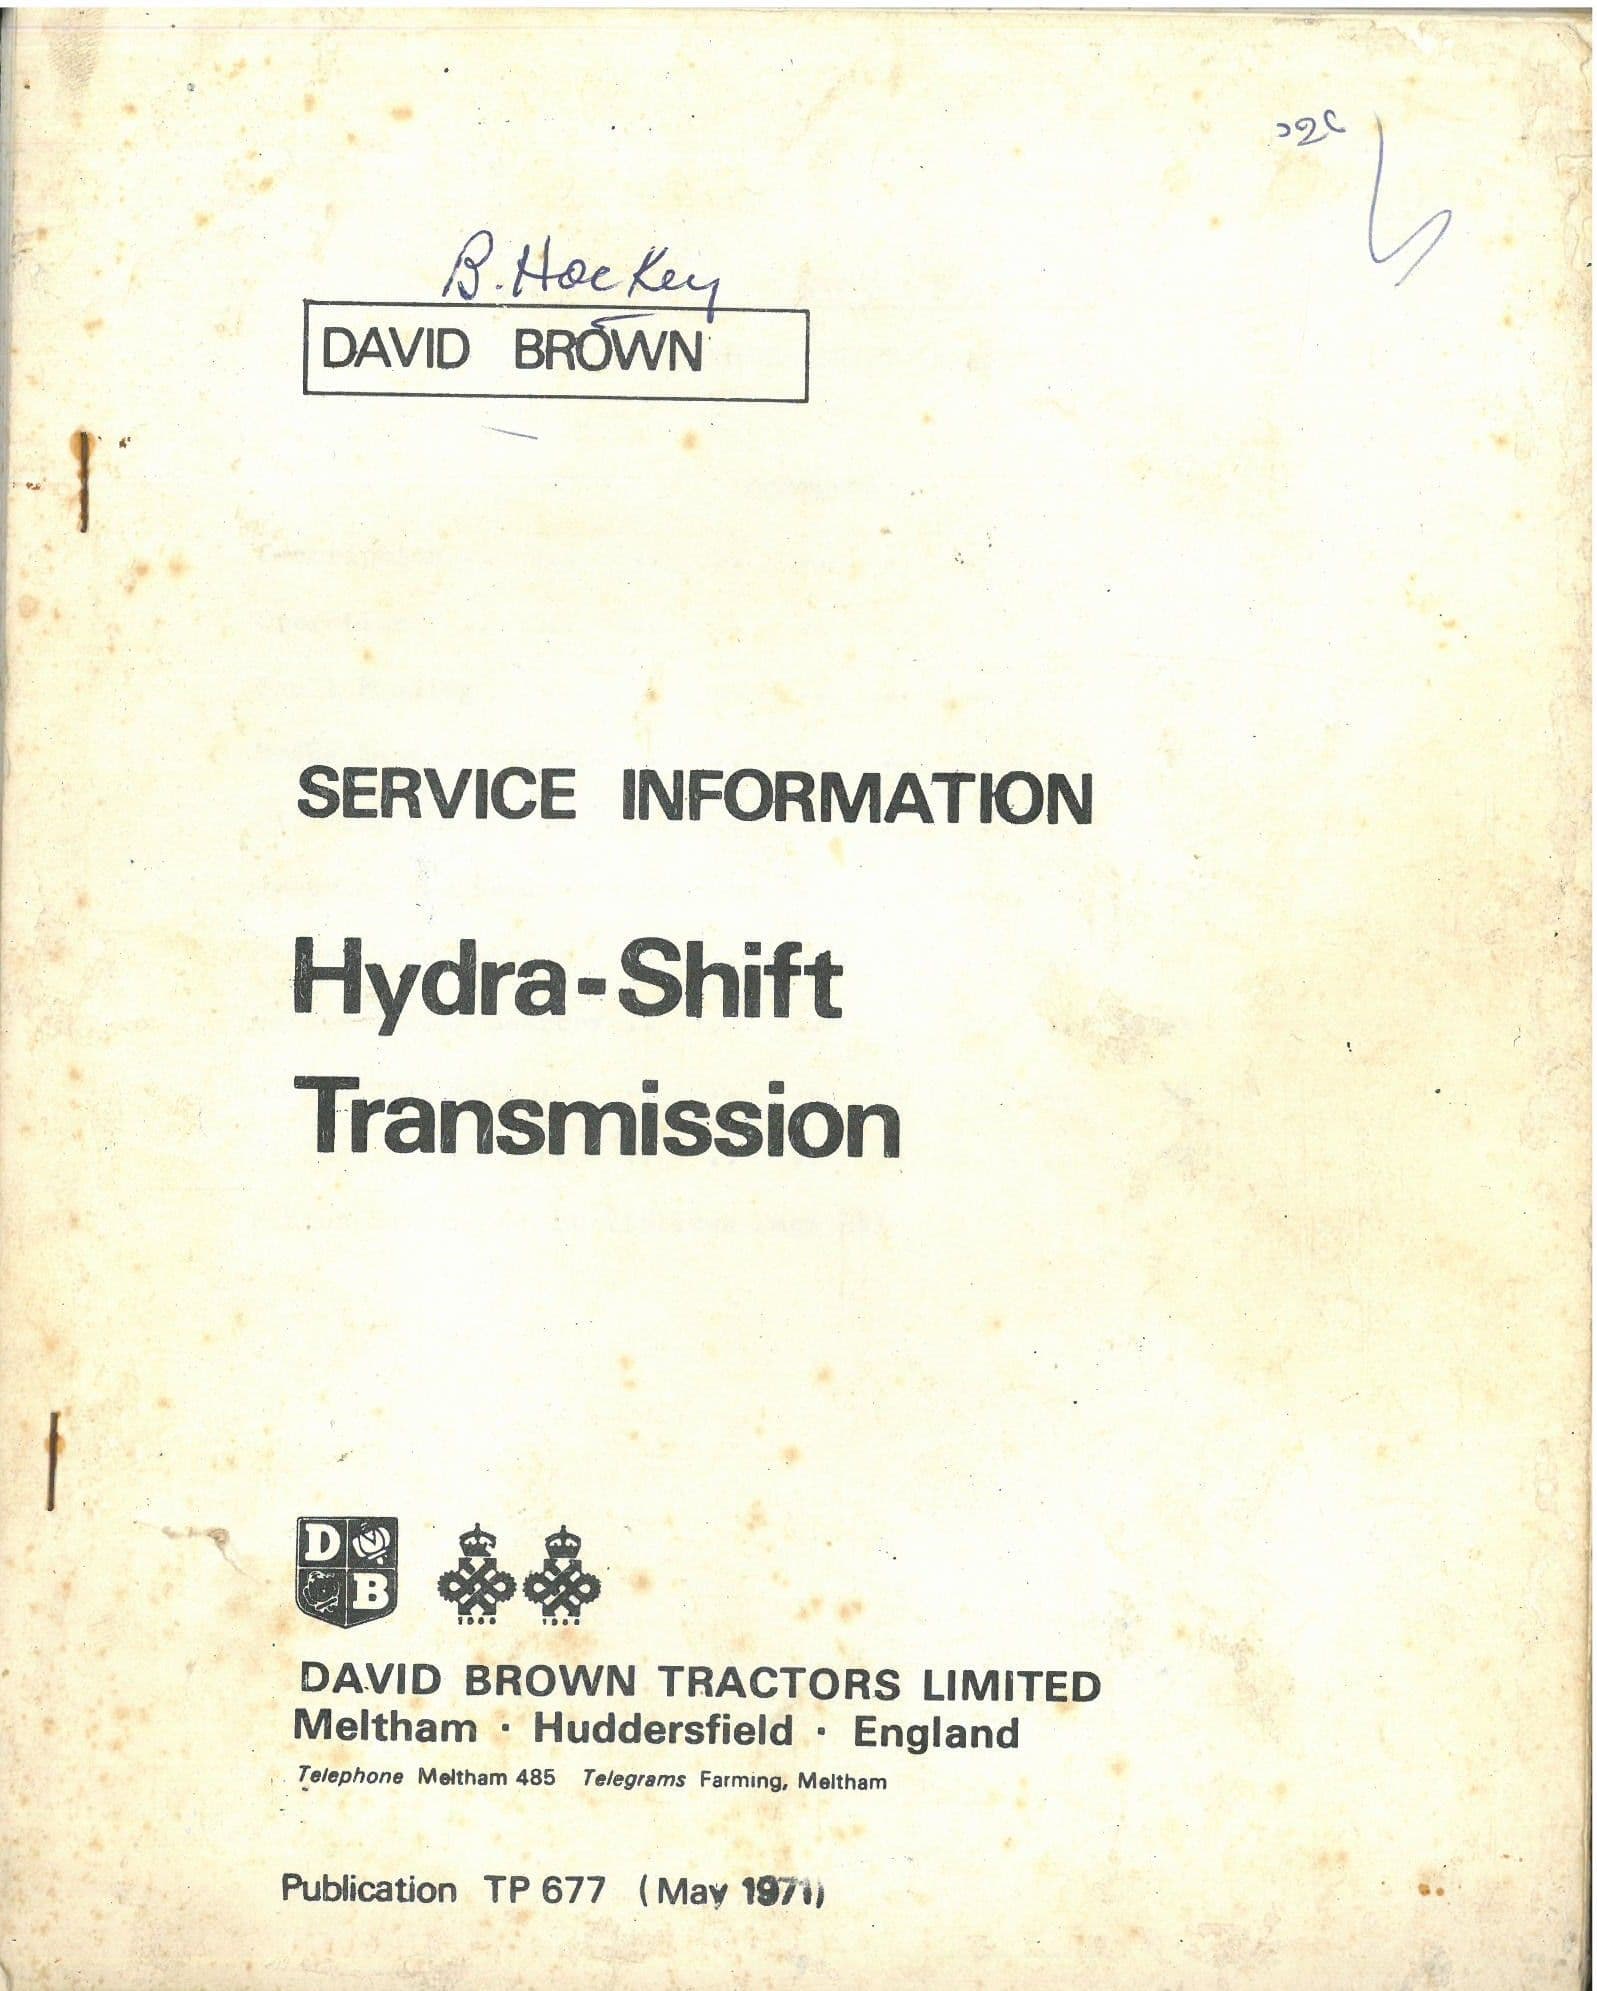 B. Hockey
DAVID BROWN
SERVICE INFORMATION
Hydra-Shift
Transmission
D
B
DAVID BROWN TRACTORS LIMITED
Meltham · Huddersfield · England
Telephone Meltham 485 Telegrams Farming, Meltham
Publication TP 677 (May 1971)